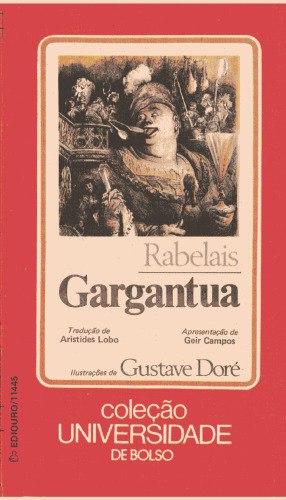 Rabelais
Gargantua
Tradução de
Aristides Lobo
Apresentação de
Geir Campos
Ilustrações de Gustave Doré
coleção
UNIVERSIDADE
DE BOLSO
EDIOURO/11446